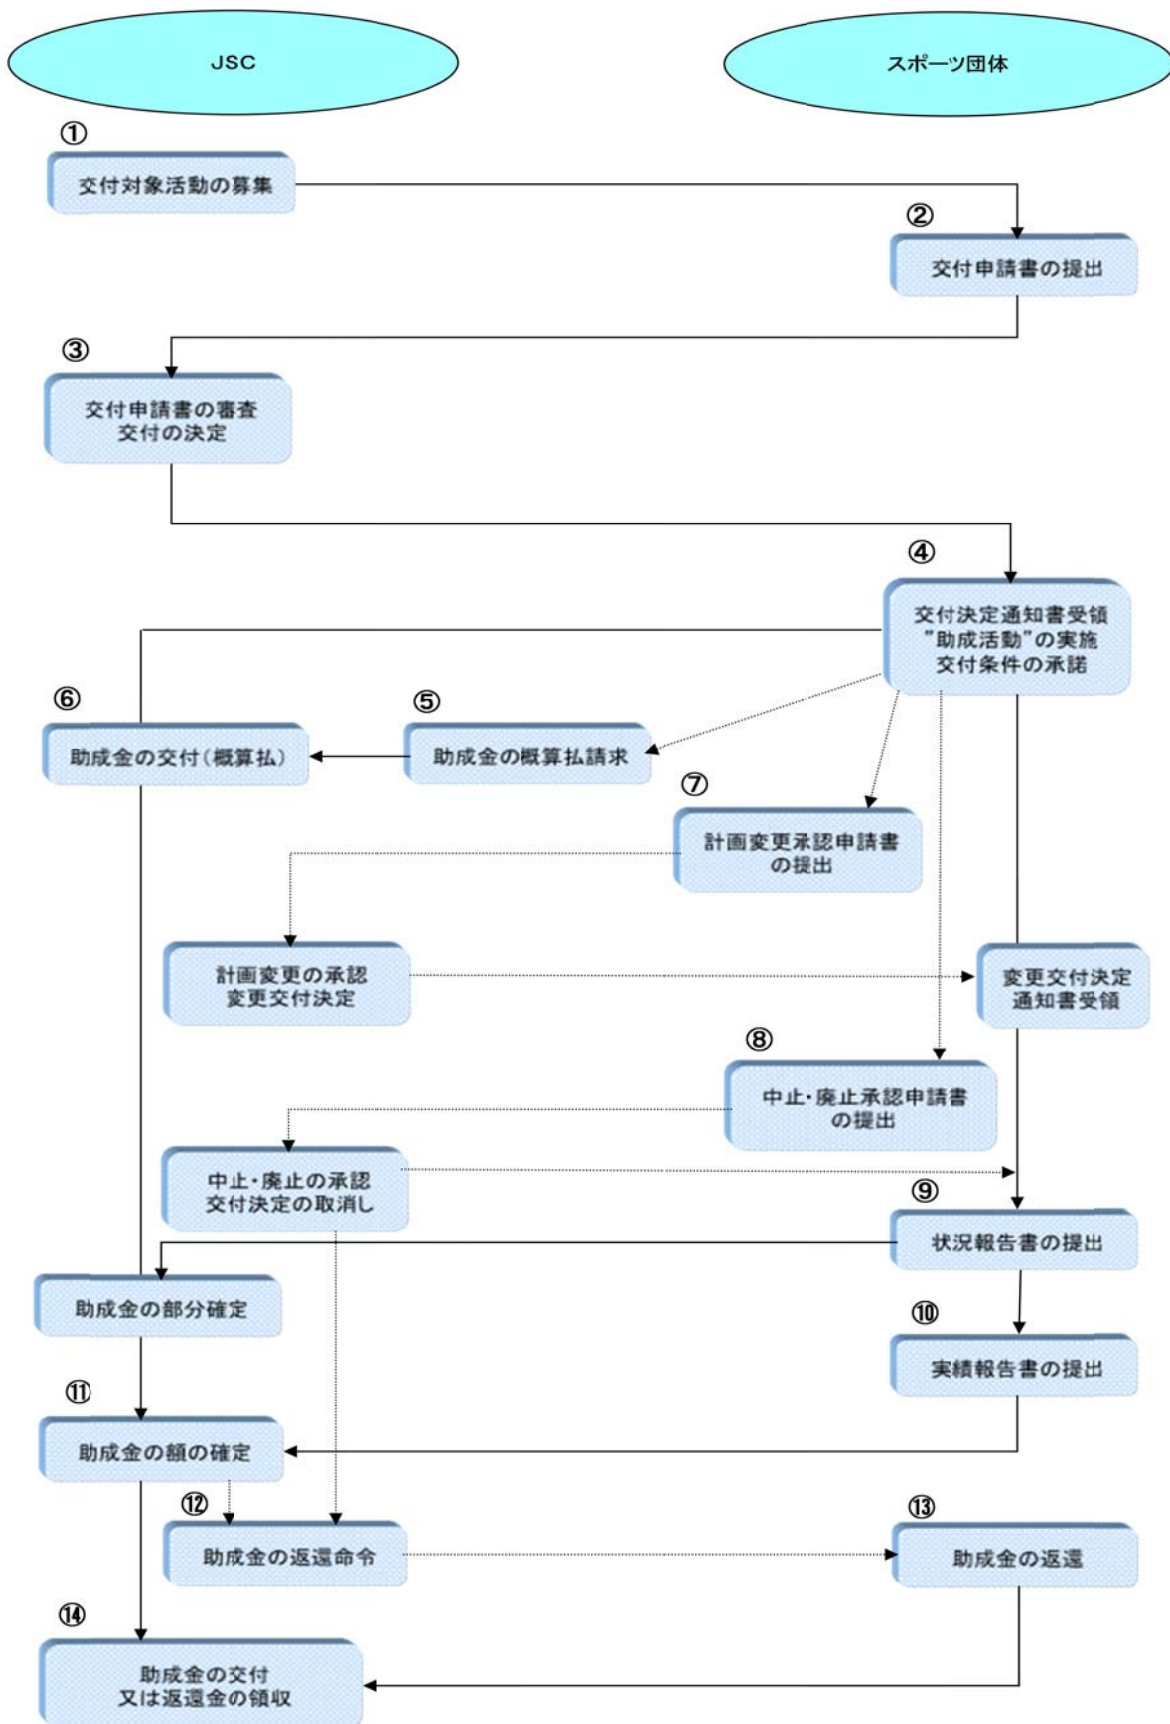 JSC
スポーツ団体
①
交付対象活動の募集
②
交付申請書の提出
③
交付申請書の審査
交付の決定
④
交付決定通知書受領
”助成活動”の実施
交付条件の承諾
⑥
助成金の交付(概算払)
⑤
助成金の概算払請求
⑦
計画変更承認申請書
の提出
計画変更の承認
変更交付決定
変更交付決定
通知書受領
⑧
中止・廃止承認申請書
の提出
中止・廃止の承認
交付決定の取消し
⑨
状況報告書の提出
助成金の部分確定
⑩
実績報告書の提出
⑪
助成金の額の確定
⑫
助成金の返還命令
⑬
助成金の返還
⑭
助成金の交付
又は返還金の領収